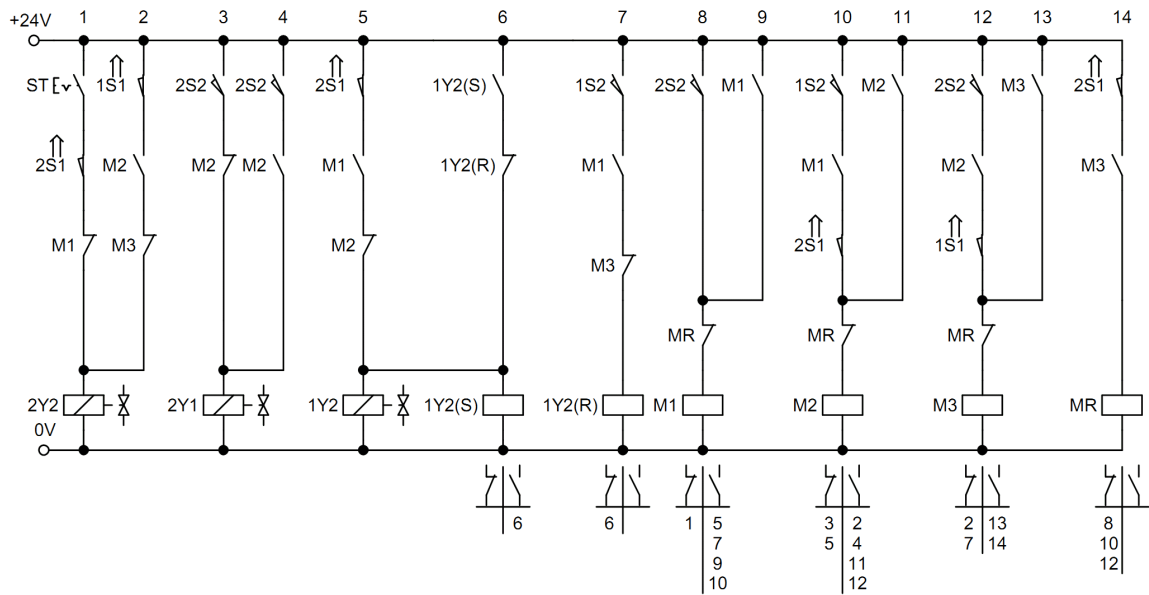 +24V 1 2 3 4 5 6 7 8 9 10 11 12 13 14
ST 1S1 2S2 2S2 2S1 1Y2(S) 1S2 2S2 M1 1S2 M2 2S2 M3 2S1
2S1 M2 M2 M2 M1 1Y2(R) M1 M1 M2 M3
M1 M3 M2 2S1 1S1
M3
MR MR MR
2Y2 2Y1 1Y2 1Y2(S) 1Y2(R) M1 M2 M3 MR
0V
6 6 1 5 3 2 2 13 8
7 5 4 7 14 10
9 11 12
10 12